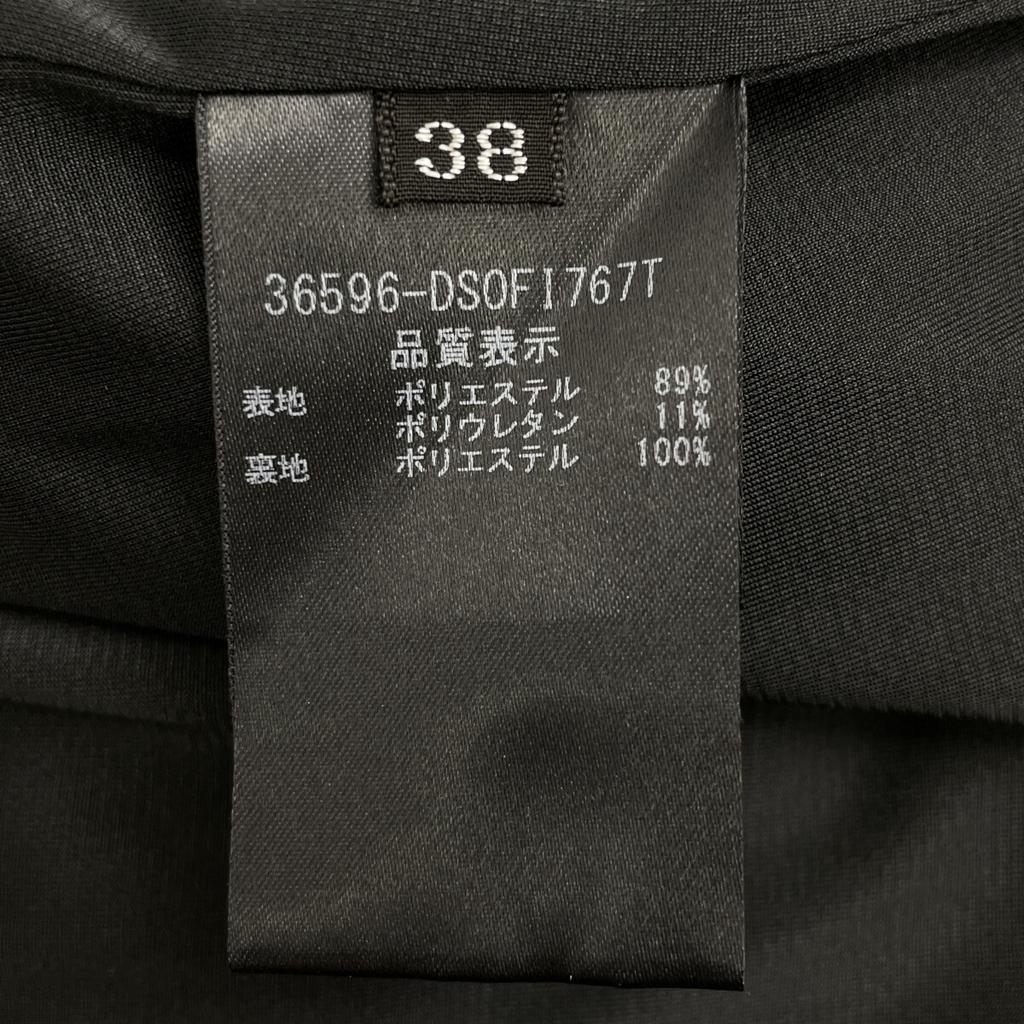 38
36596-DSOFI767T
品質表示
表地 ポリエステル 89%
ポリウレタン 11%
裏地 ポリエステル 100%